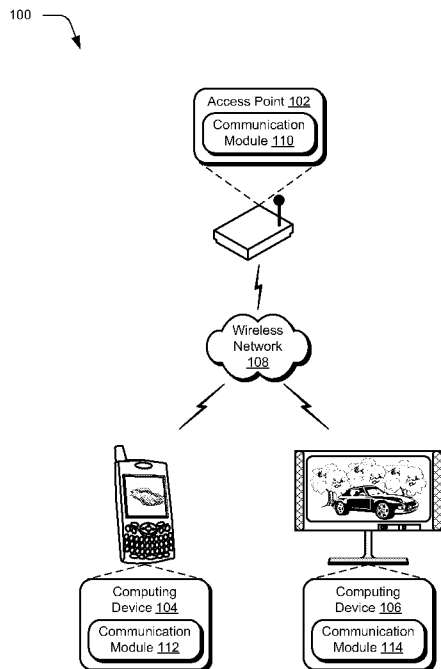 100
Access Point 102
Communication
Module 110
Wireless
Network
108
Computing
Device 104
Communication
Module 112
Computing
Device 106
Communication
Module 114